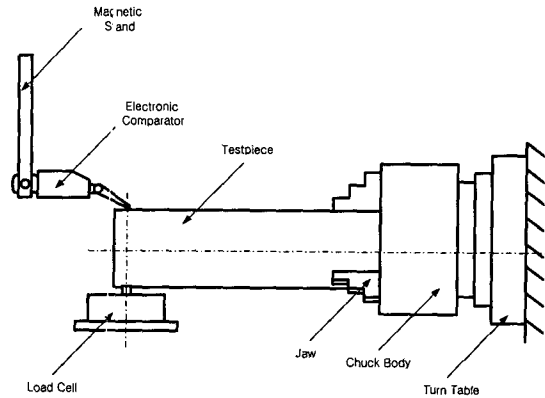 Magnetic
Stand
Electronic
Comparator
Testpiece
Jaw
Chuck Body
Load Cell
Turn Table